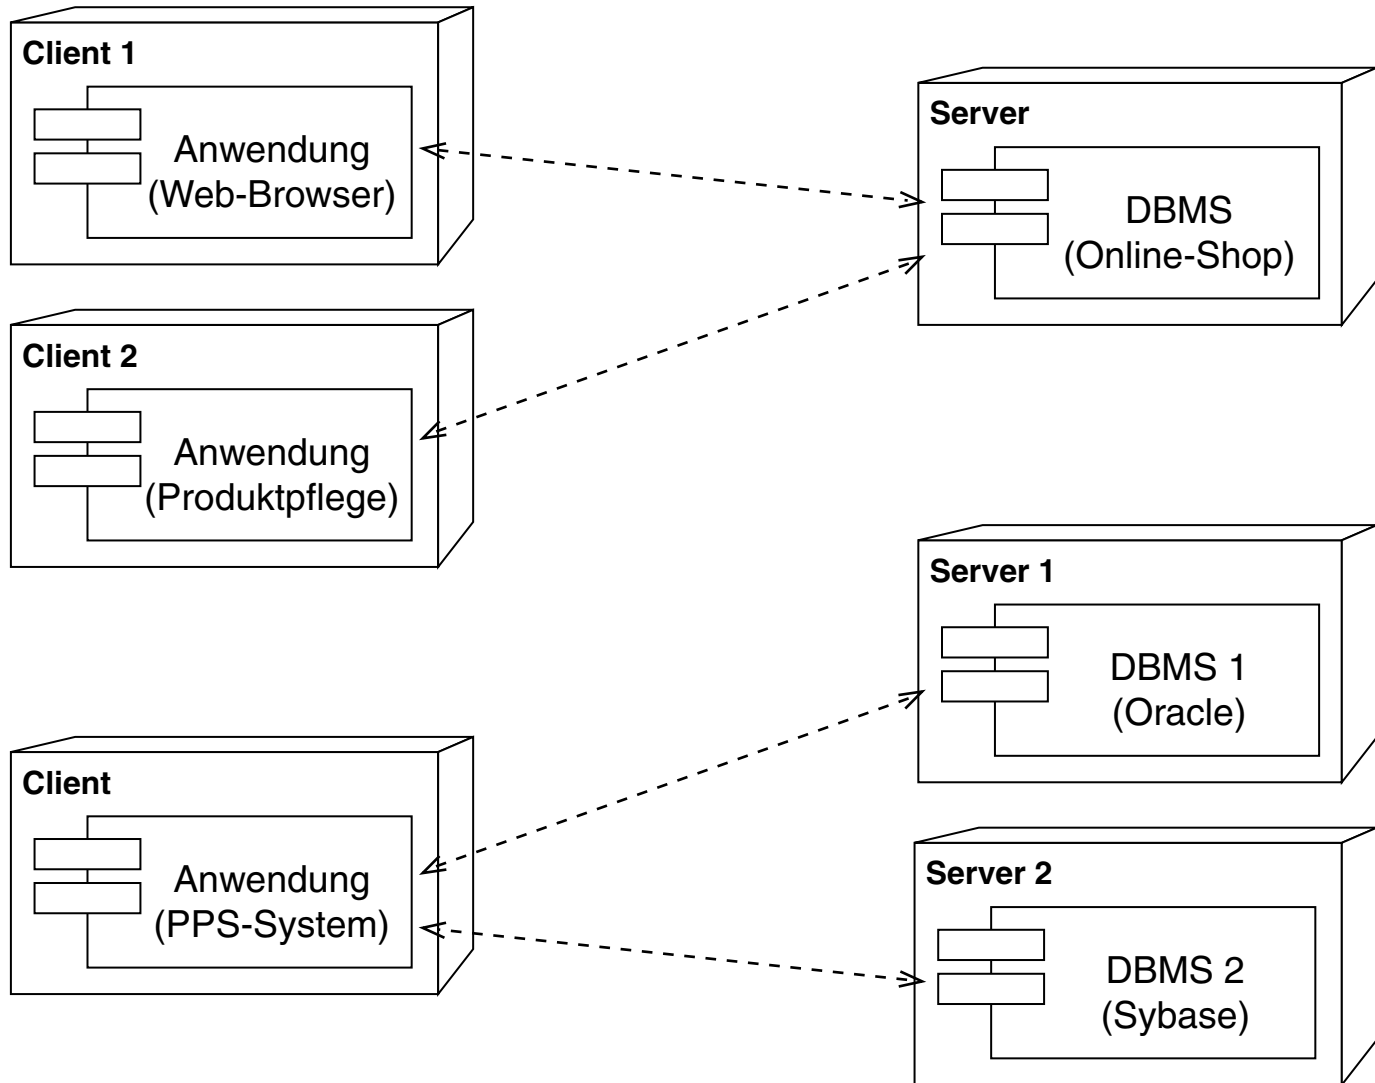 Client 1
Anwendung
(Web-Browser)
Server
DBMS
(Online-Shop)
Client 2
Anwendung
(Produktpflege)
Server 1
DBMS 1
(Oracle)
Client
Anwendung
(PPS-System)
Server 2
DBMS 2
(Sybase)